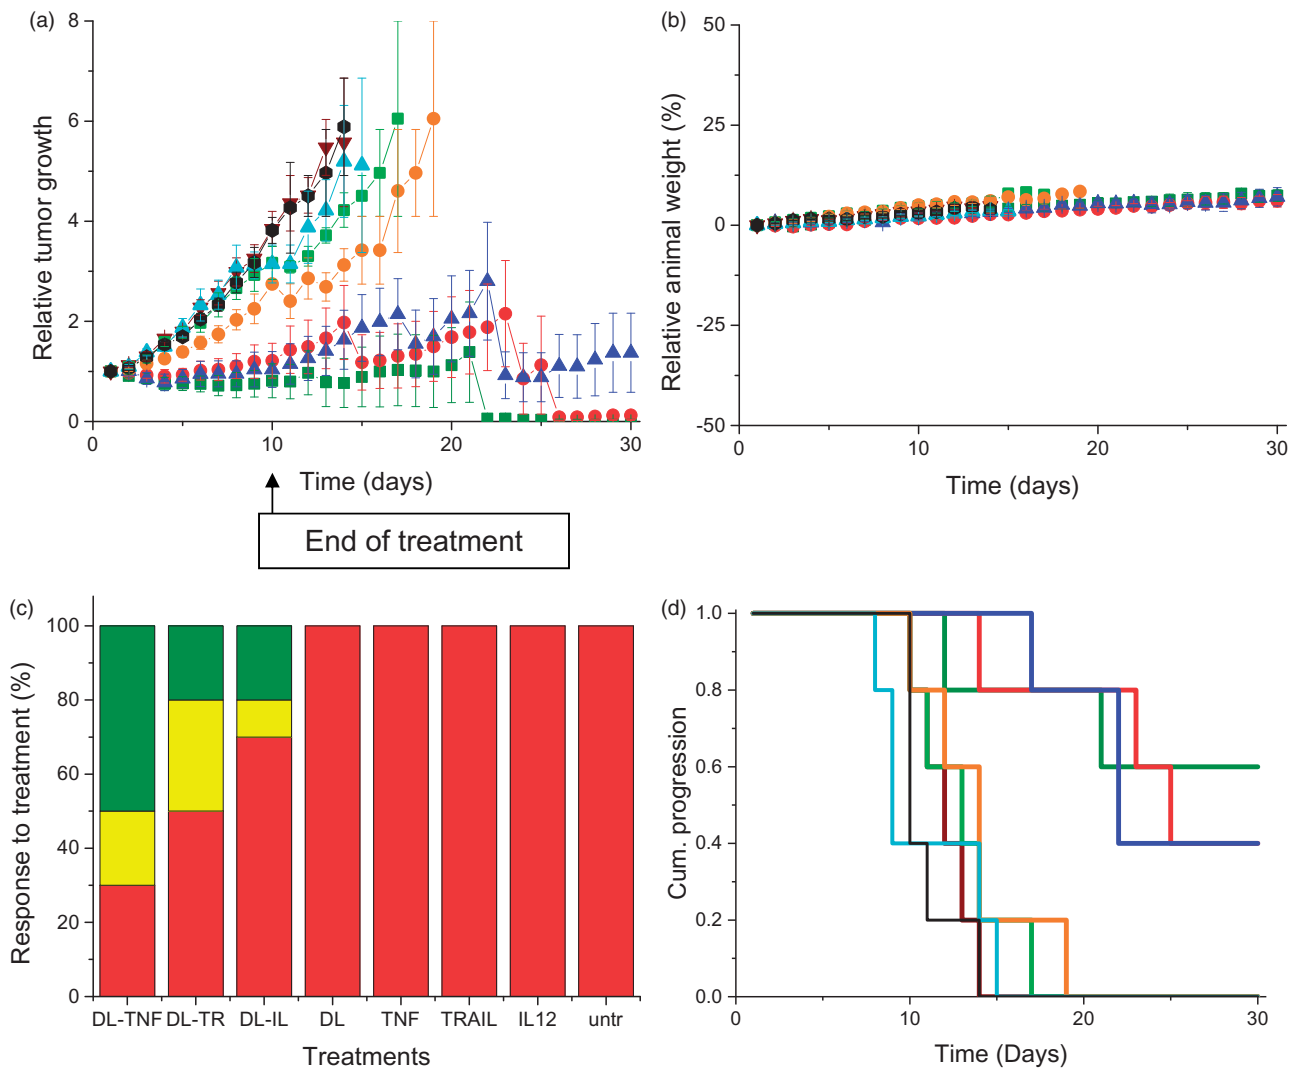 (a)
8
6
4
2
0
Relative tumor growth
0 10 20 30
Time (days)
End of treatment
(b)
50
25
0
-25
-50
Relative animal weight (%)
0 10 20 30
Time (days)
(c)
100
80
60
40
20
0
Response to treatment (%)
DL-TNF DL-TR DL-IL DL TNF TRAIL IL12 untr
Treatments
(d)
1.0
0.8
0.6
0.4
0.2
0.0
Cum. progression
0 10 20 30
Time (Days)